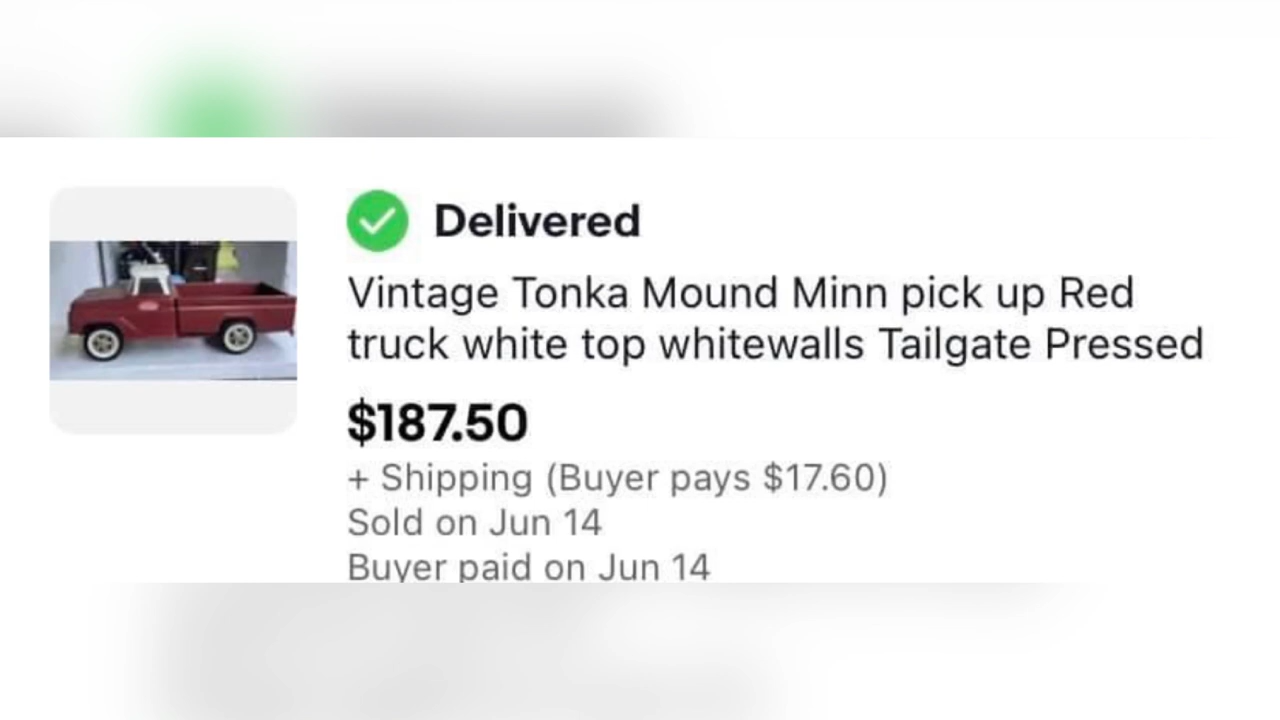 Delivered
Vintage Tonka Mound Minn pick up Red
truck white top whitewalls Tailgate Pressed
$187.50
+ Shipping (Buyer pays $17.60)
Sold on Jun 14
Buyer paid on Jun 14